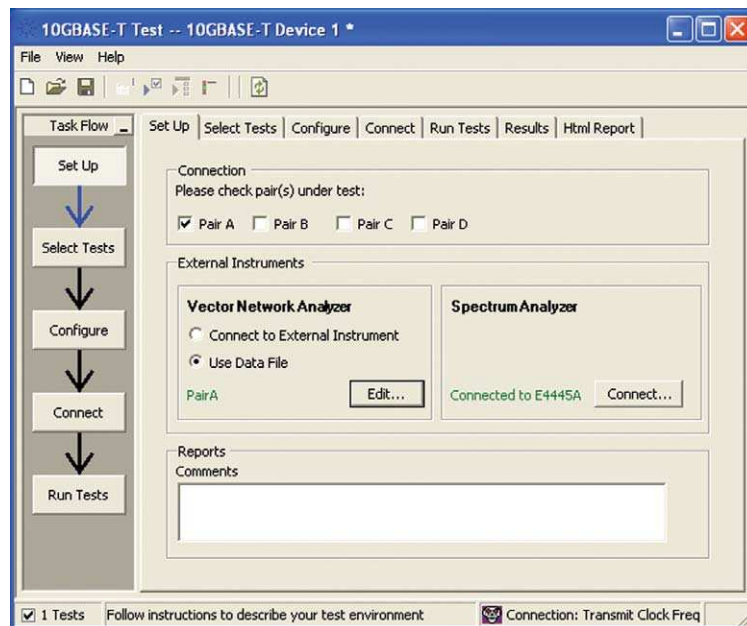 10GBASE-T Test -- 10GBASE-T Device 1 *
File View Help
Task Flow
Set Up
Select Tests
Configure
Connect
Run Tests
Set Up Select Tests Configure Connect Run Tests Results Html Report
Connection
Please check pair(s) under test:
Pair A Pair B Pair C Pair D
External Instruments
Vector Network Analyzer
Connect to External Instrument
Use Data File
PairA Edit...
Spectrum Analyzer
Connected to E4445A Connect...
Reports
Comments
1 Tests Follow instructions to describe your test environment Connection: Transmit Clock Freq